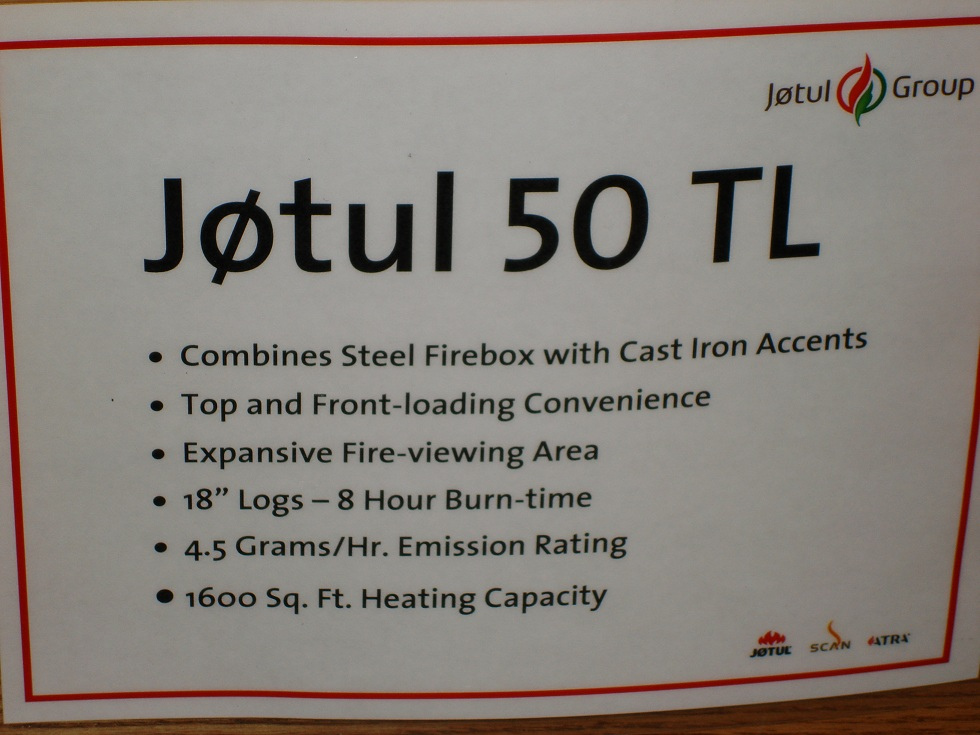 Jøtul Group
Jøtul 50 TL
• Combines Steel Firebox with Cast Iron Accents
• Top and Front-loading Convenience
• Expansive Fire-viewing Area
• 18” Logs – 8 Hour Burn-time
• 4.5 Grams/Hr. Emission Rating
• 1600 Sq. Ft. Heating Capacity
JØTUL SCAN ATRA